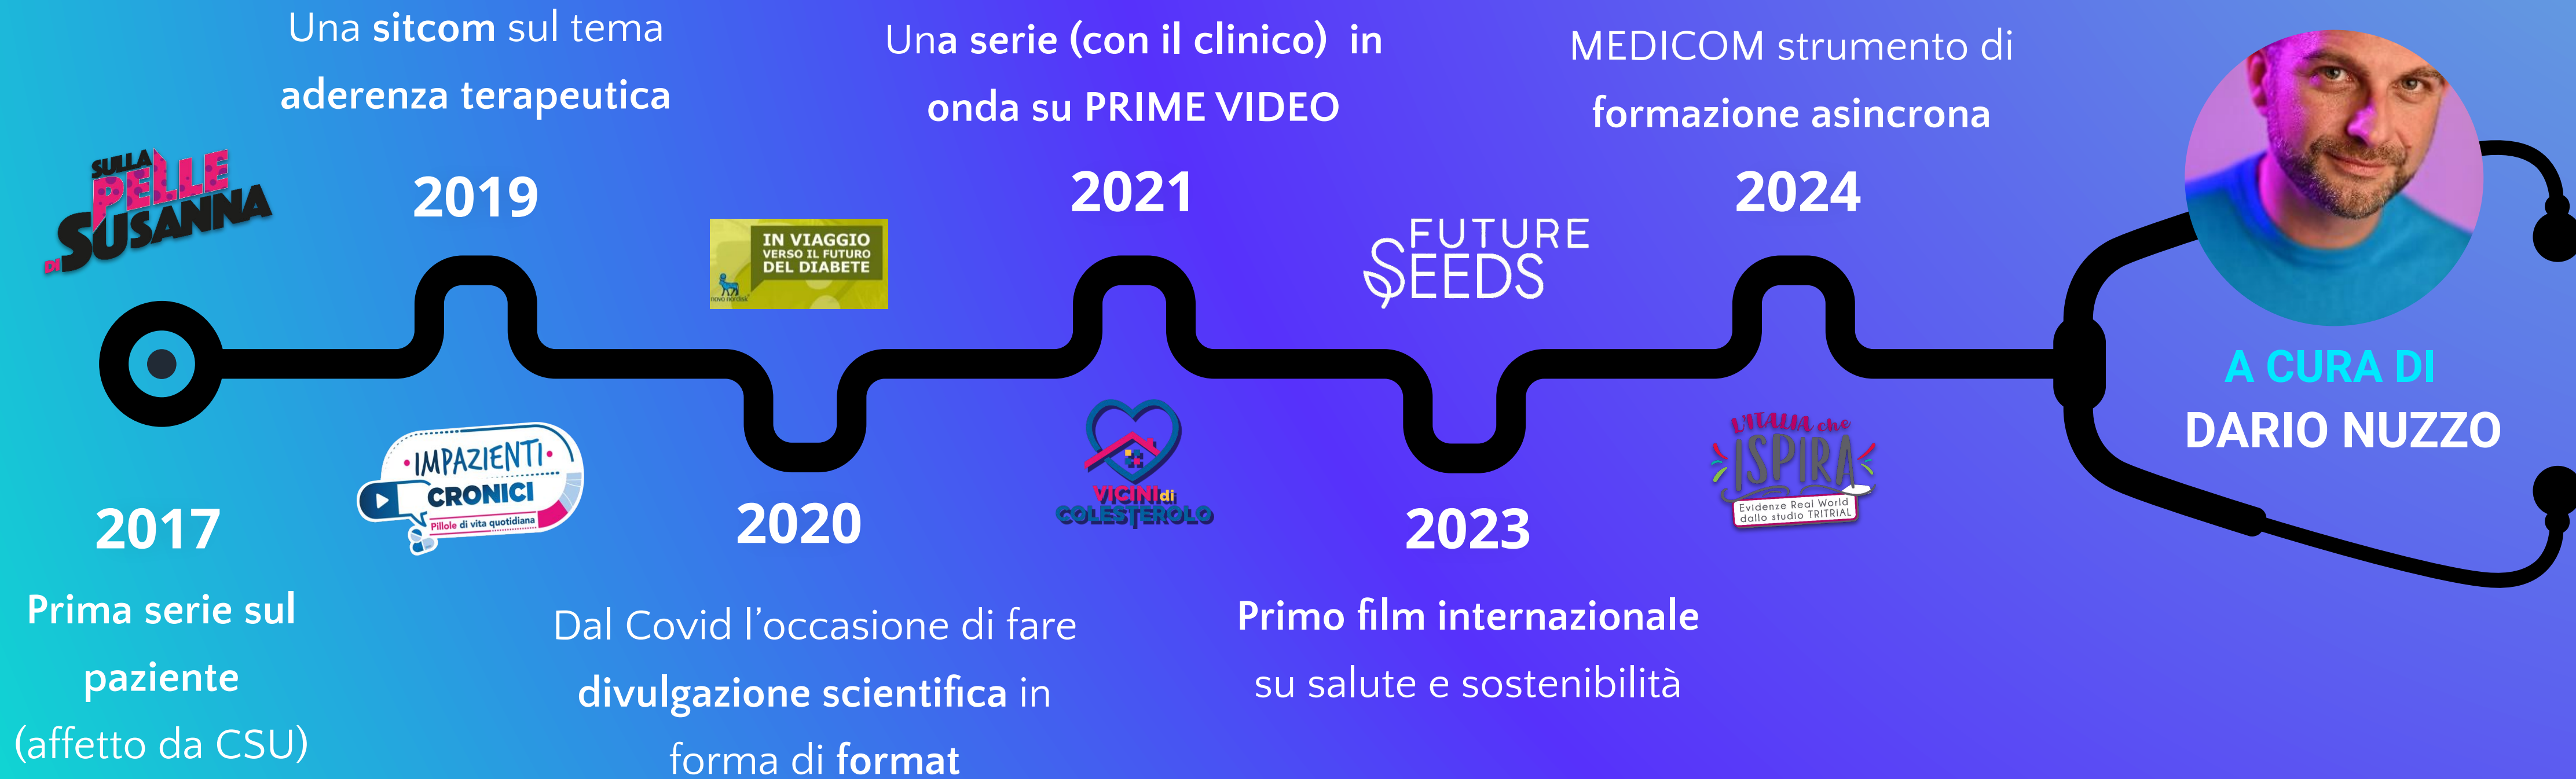 SULLA
PELLE
DI SUSANNA
2017
Prima serie sul
paziente
(affetto da CSU)
Una sitcom sul tema
aderenza terapeutica
2019
IMPAZIENTI
CRONICI
Pillole di vita quotidiana
IN VIAGGIO
VERSO IL FUTURO
DEL DIABETE
novo nordisk
2020
Dal Covid l’occasione di fare
divulgazione scientifica in
forma di format
Una serie (con il clinico) in
onda su PRIME VIDEO
2021
VICINI di
COLESTEROLO
FUTURE
SEEDS
2023
Primo film internazionale
su salute e sostenibilità
MEDICOM strumento di
formazione asincrona
2024
L'ITALIA che
ISPIRA
Evidenze Real World
dallo studio TRITRIAL
A CURA DI
DARIO NUZZO